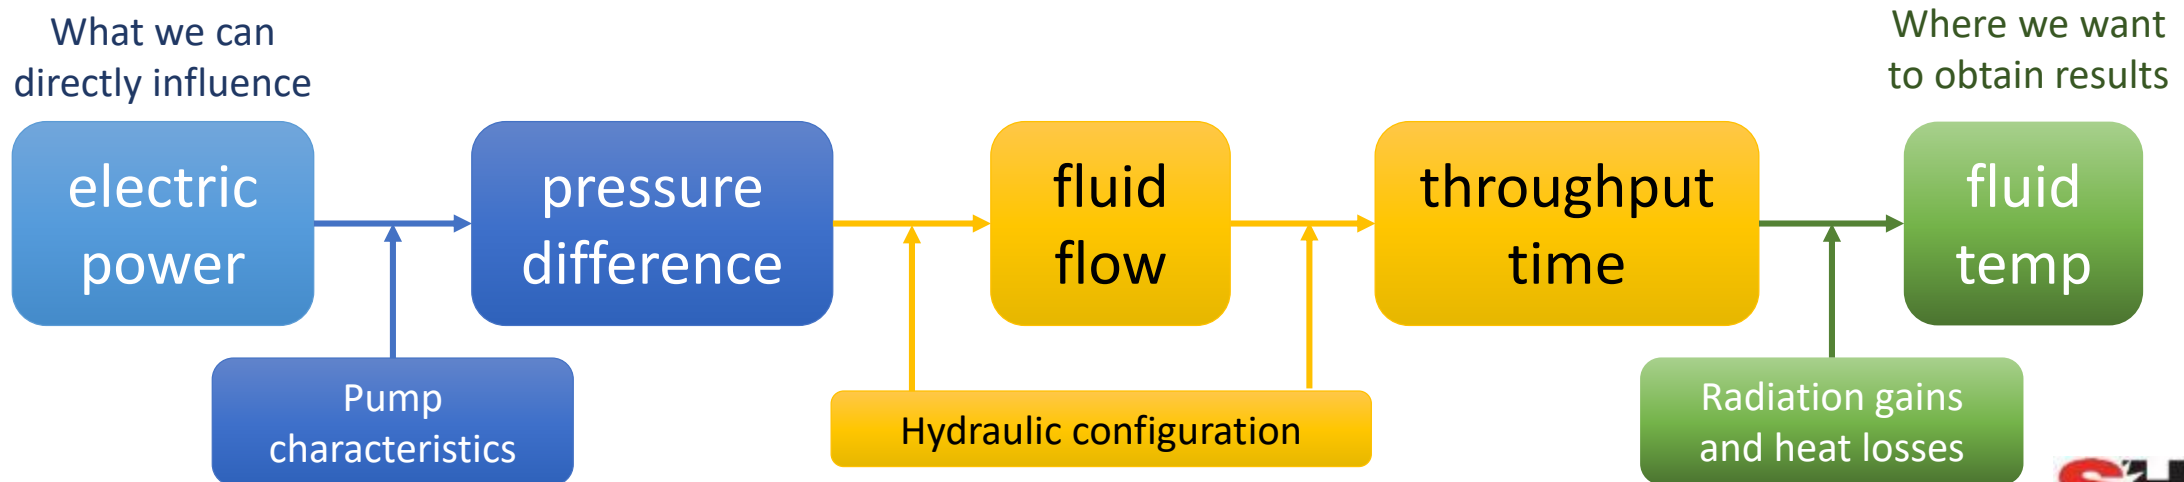 What we can
directly influence
Where we want
to obtain results
electric
power
pressure
difference
fluid
flow
throughput
time
fluid
temp
Pump
characteristics
Hydraulic configuration
Radiation gains
and heat losses